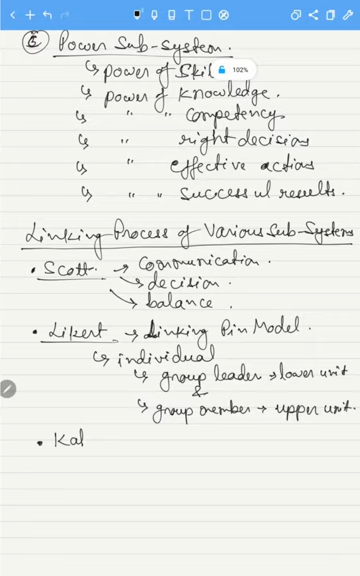 6 Power Sub-System.
↳ power of Skil
102%
↳ power of Knowledge.
↳ " " Competency
↳ " right decisions
↳ " effective actions
↳ " " Successul results.
Linking Process of Various Sub-Systems
• Scott. → Communication.
→ decision.
→ balance.
• Likert → Linking Pin Model.
↳ individual
↳ group leader → lower unit
&
↳ group member → upper unit.
• Kal